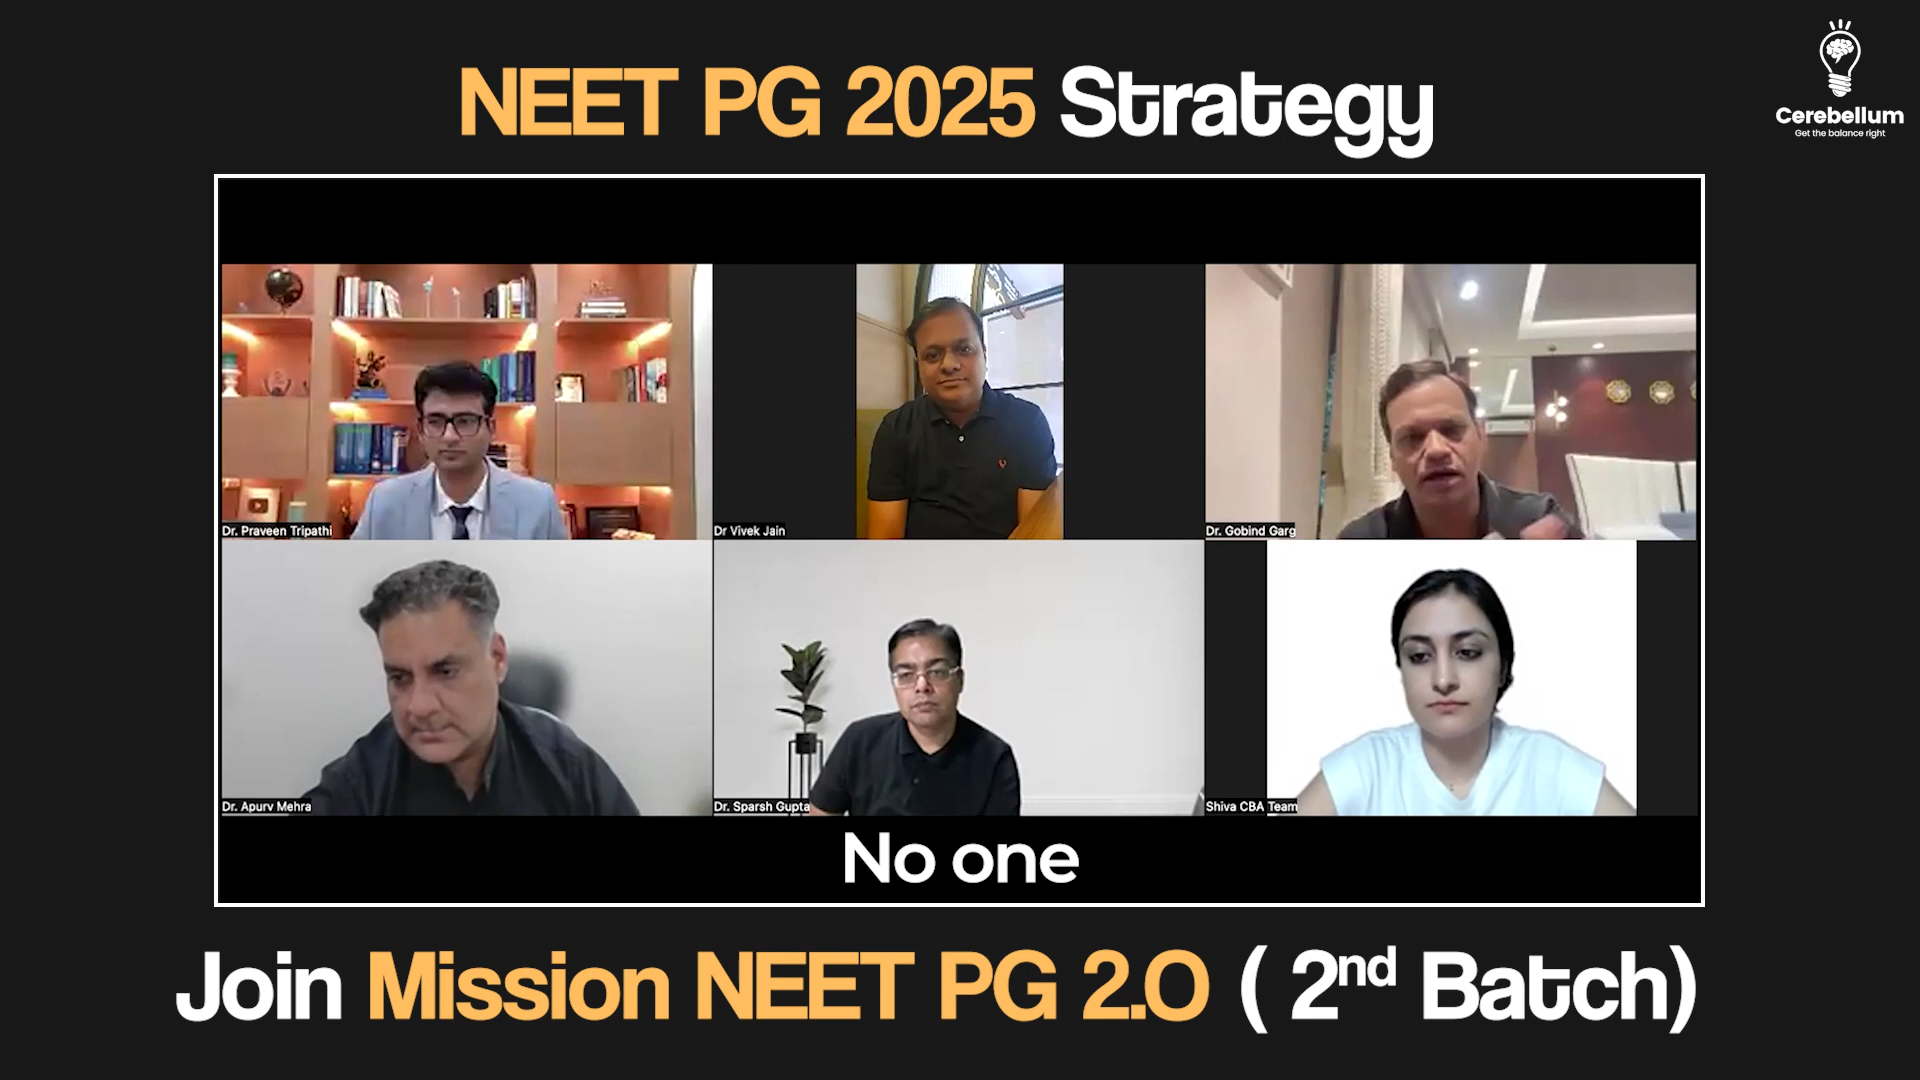 NEET PG 2025 Strategy
Cerebellum
Get the balance right
Dr. Praveen Tripathi
Dr Vivek Jain
Dr. Gobind Garg
Dr. Apurv Mehra
Dr. Sparsh Gupta
Shiva CBA Team
No one
Join Mission NEET PG 2.0 ( 2nd Batch)